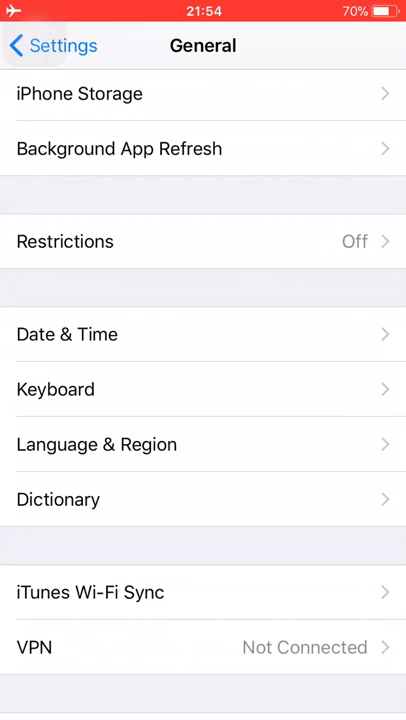 21:54 70%
Settings General
iPhone Storage
Background App Refresh
Restrictions Off
Date & Time
Keyboard
Language & Region
Dictionary
iTunes Wi-Fi Sync
VPN Not Connected